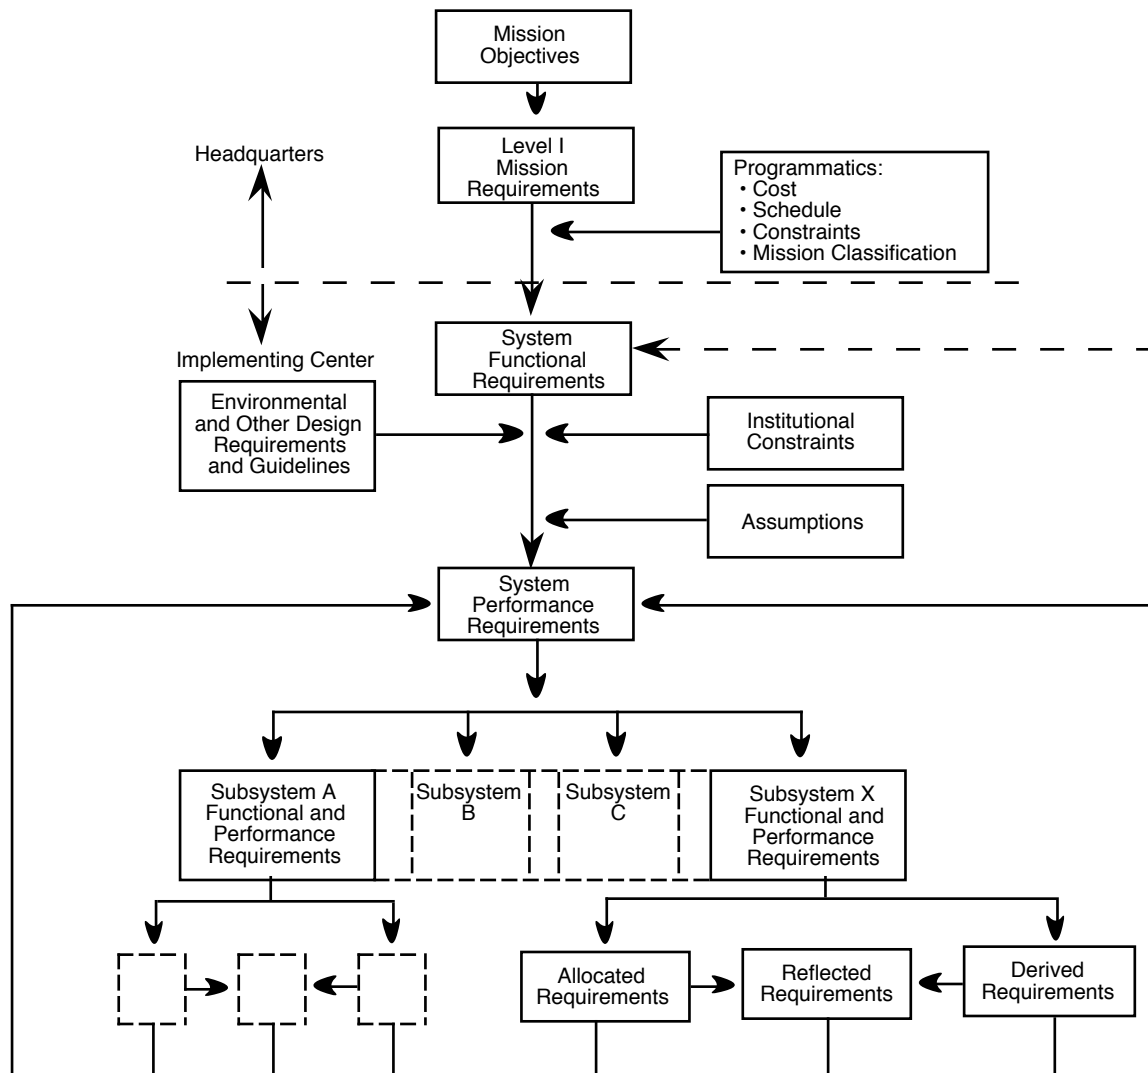 Mission
Objectives
Level I
Mission
Requirements
Headquarters
Programmatics:
• Cost
• Schedule
• Constraints
• Mission Classification
System
Functional
Requirements
Implementing Center
Environmental
and Other Design
Requirements
and Guidelines
Institutional
Constraints
Assumptions
System
Performance
Requirements
Subsystem A
Functional and
Performance
Requirements
Subsystem
B
Subsystem
C
Subsystem X
Functional and
Performance
Requirements
Allocated
Requirements
Reflected
Requirements
Derived
Requirements